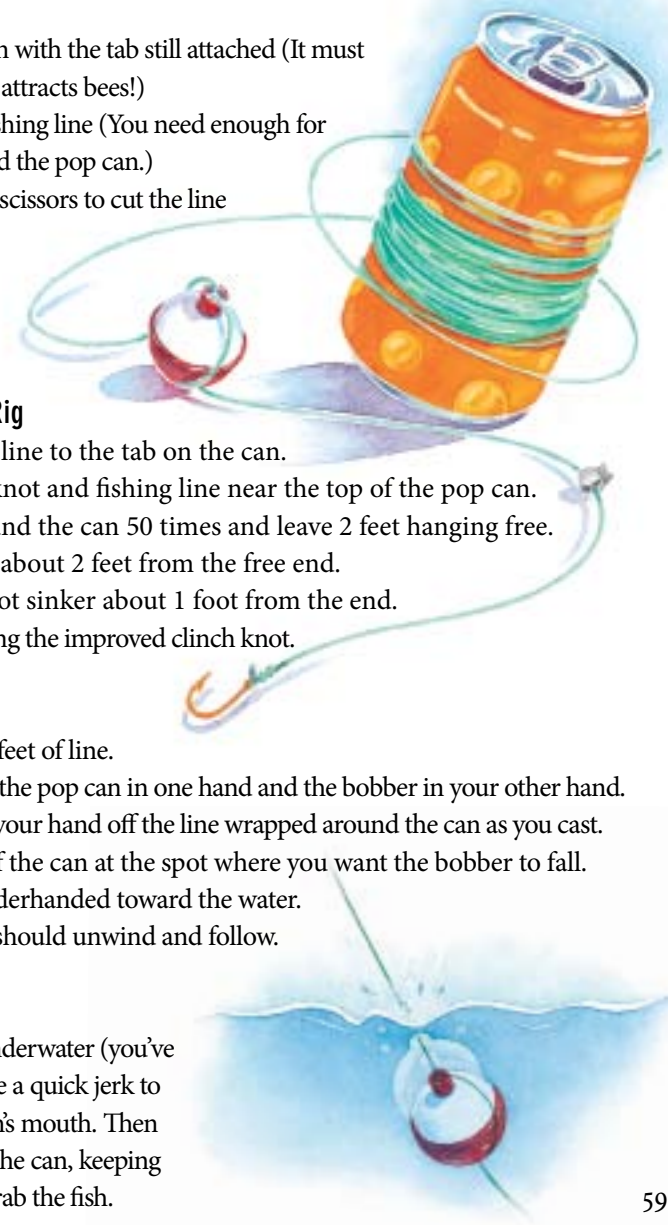 with the tab still attached (It must
attracts bees!)
shing line (You need enough for
d the pop can.)
scissors to cut the line
Rig
line to the tab on the can.
knot and fishing line near the top of the pop can.
und the can 50 times and leave 2 feet hanging free.
about 2 feet from the free end.
ot sinker about 1 foot from the end.
ng the improved clinch knot.
feet of line.
the pop can in one hand and the bobber in your other hand.
your hand off the line wrapped around the can as you cast.
f the can at the spot where you want the bobber to fall.
derhanded toward the water.
should unwind and follow.
nderwater (you've
e a quick jerk to
's mouth. Then
he can, keeping
rab the fish.
59